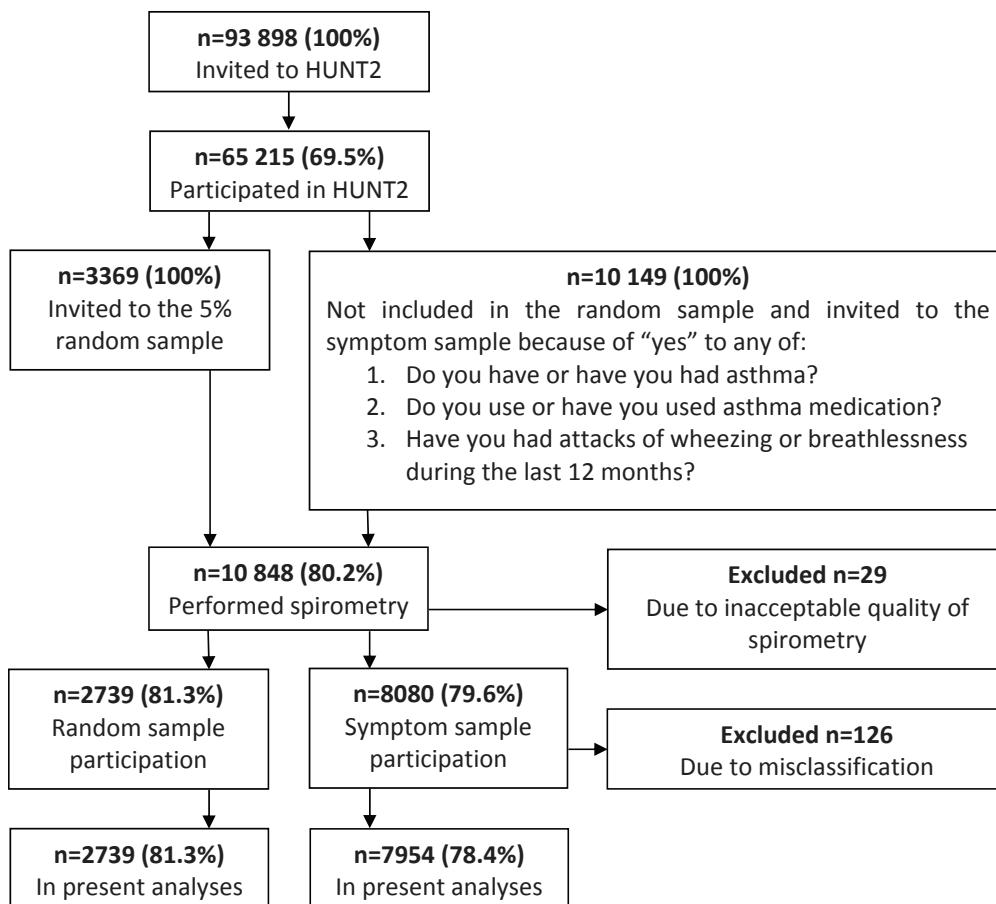 n=93 898 (100%)
Invited to HUNT2
n=65 215 (69.5%)
Participated in HUNT2
n=3369 (100%)
Invited to the 5%
random sample
n=10 149 (100%)
Not included in the random sample and invited to the
symptom sample because of “yes” to any of:
1. Do you have or have you had asthma?
2. Do you use or have you used asthma medication?
3. Have you had attacks of wheezing or breathlessness
during the last 12 months?
n=10 848 (80.2%)
Performed spirometry
Excluded n=29
Due to inacceptable quality of
spirometry
n=2739 (81.3%)
Random sample
participation
n=8080 (79.6%)
Symptom sample
participation
Excluded n=126
Due to misclassification
n=2739 (81.3%)
In present analyses
n=7954 (78.4%)
In present analyses